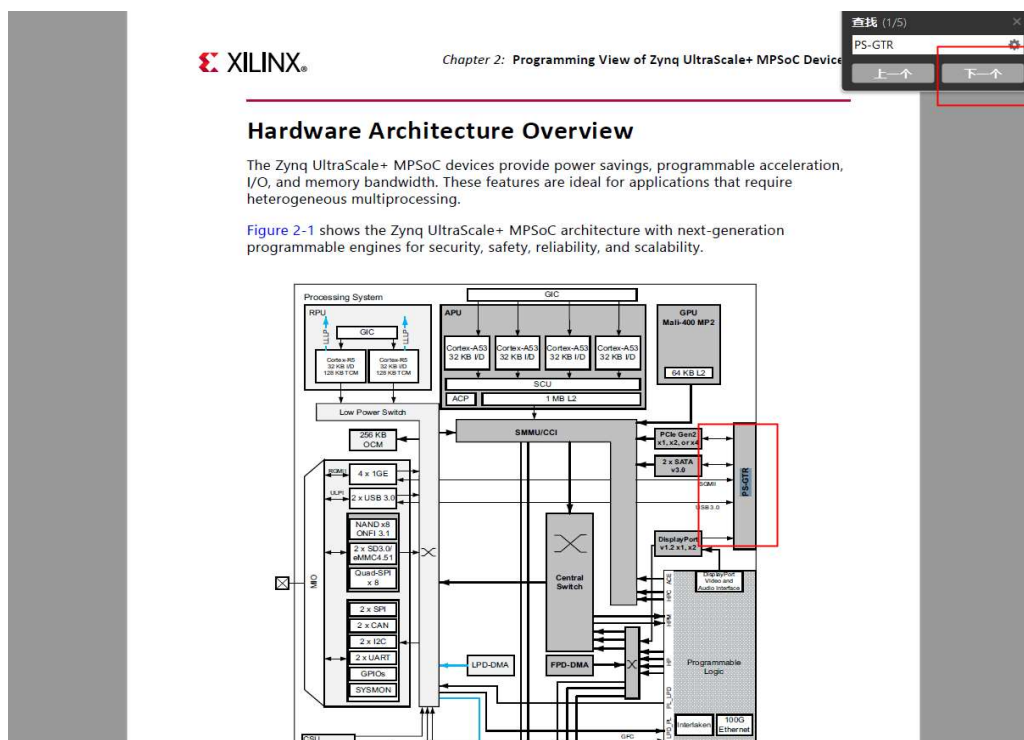 查找 (1/5)
PS-GTR
上一个 下一个
XILINX®
Chapter 2: Programming View of Zynq UltraScale+ MPSoC Device
Hardware Architecture Overview
The Zynq UltraScale+ MPSoC devices provide power savings, programmable acceleration,
I/O, and memory bandwidth. These features are ideal for applications that require
heterogeneous multiprocessing.
Figure 2-1 shows the Zynq UltraScale+ MPSoC architecture with next-generation
programmable engines for security, safety, reliability, and scalability.
Processing System
RPU
LLLP
GIC
LLLP
Cortex-R5
32 KB I/D
128 KB TCM
Cortex-R5
32 KB I/D
128 KB TCM
Low Power Switch
GIC
APU
Cortex-A53
32 KB I/D
Cortex-A53
32 KB I/D
Cortex-A53
32 KB I/D
Cortex-A53
32 KB I/D
SCU
ACP
1 MB L2
GPU
Mali-400 MP2
64 KB L2
SMMU/CCI
256 KB
OCM
PCIe Gen2
x1, x2, or x4
2 x SATA
v3.0
SGMII
USB 3.0
PS-GTR
DisplayPort
v1.2 x1, x2
MIO
RGMII
4 x 1GE
ULPI
2 x USB 3.0
NAND x8
ONFI 3.1
2 x SD3.0/
eMMC4.51
Quad-SPI
x 8
2 x SPI
2 x CAN
2 x I2C
2 x UART
GPIOs
SYSMON
Central
Switch
LPD-DMA
FPD-DMA
DisplayPort
Video and
Audio Interface
ACE
HPC
HPM
HP
PL_LPD
LPD_PL
Programmable
Logic
Interlaken
100G
Ethernet
GFC
CSU